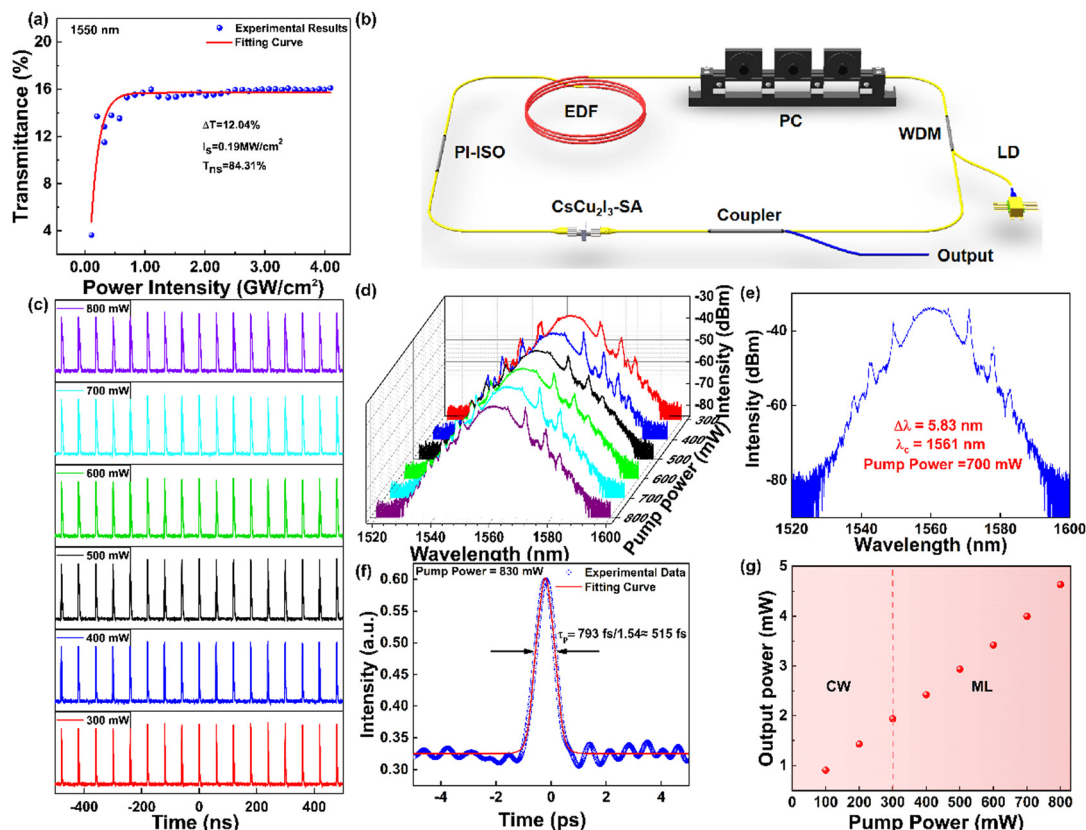 (a)
1550 nm
Experimental Results
Fitting Curve
Transmittance (%)
20
16
12
8
4
ΔT=12.04%
Is=0.19MW/cm²
Tns=84.31%
0.00 1.00 2.00 3.00 4.00
Power Intensity (GW/cm²)
(b)
EDF
PC
WDM
LD
PI-ISO
CsCu₂I₃-SA
Coupler
Output
(c)
800 mW
700 mW
600 mW
500 mW
400 mW
300 mW
-400 -200 0 200 400
Time (ns)
(d)
-30
-40
-50
-60
-70
-80
Intensity (dBm)
300
400
500
600
700
800
Pump power (mW)
1520 1540 1560 1580 1600
Wavelength (nm)
(e)
-40
-60
-80
Intensity (dBm)
Δλ = 5.83 nm
λc = 1561 nm
Pump Power =700 mW
1520 1540 1560 1580 1600
Wavelength (nm)
(f)
Pump Power = 830 mW
Experimental Data
Fitting Curve
τp= 793 fs/1.54≈ 515 fs
Intensity (a.u.)
0.60
0.55
0.50
0.45
0.40
0.35
0.30
-4 -2 0 2 4
Time (ps)
(g)
Output power (mW)
5
4
3
2
1
CW
ML
0 100 200 300 400 500 600 700 800
Pump Power (mW)